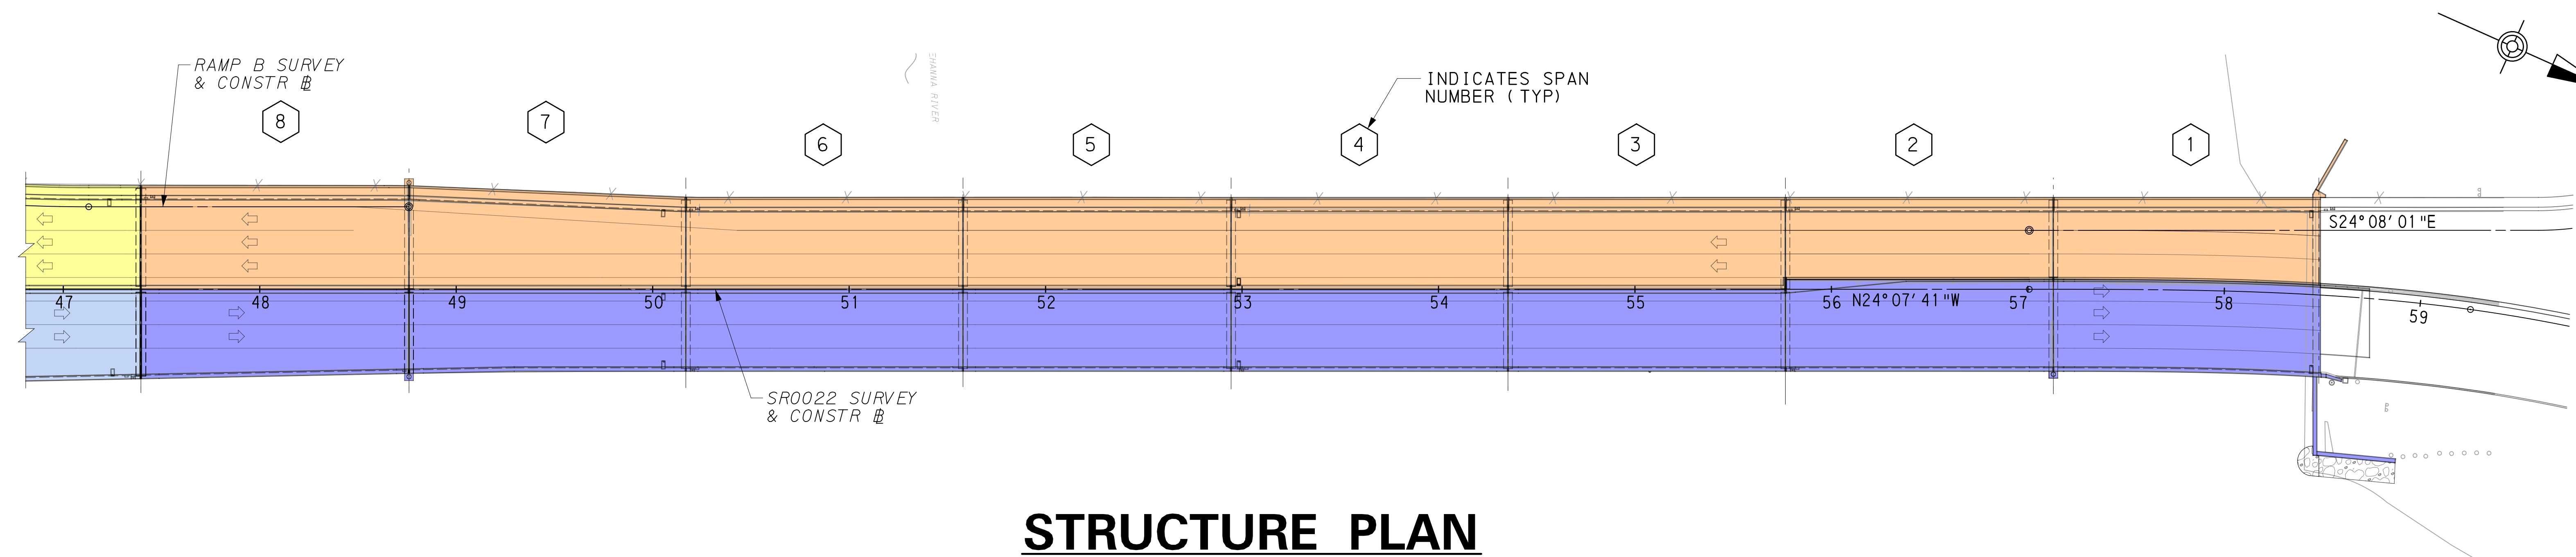 RAMP B SURVEY
& CONSTR ℄
EHANNA RIVER
INDICATES SPAN
NUMBER (TYP)
8
7
6
5
4
3
2
1
S24°08'01"E
47
48
49
50
51
52
53
54
55
56
N24°07'41"W
57
58
59
SR0022 SURVEY
& CONSTR ℄
STRUCTURE PLAN